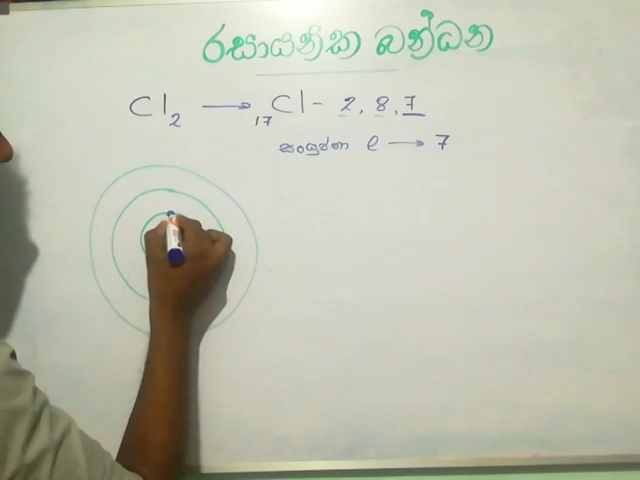 රසායනික බන්ධන
Cl₂ → ₁₇Cl - 2, 8, 7
සංයුජතා e → 7